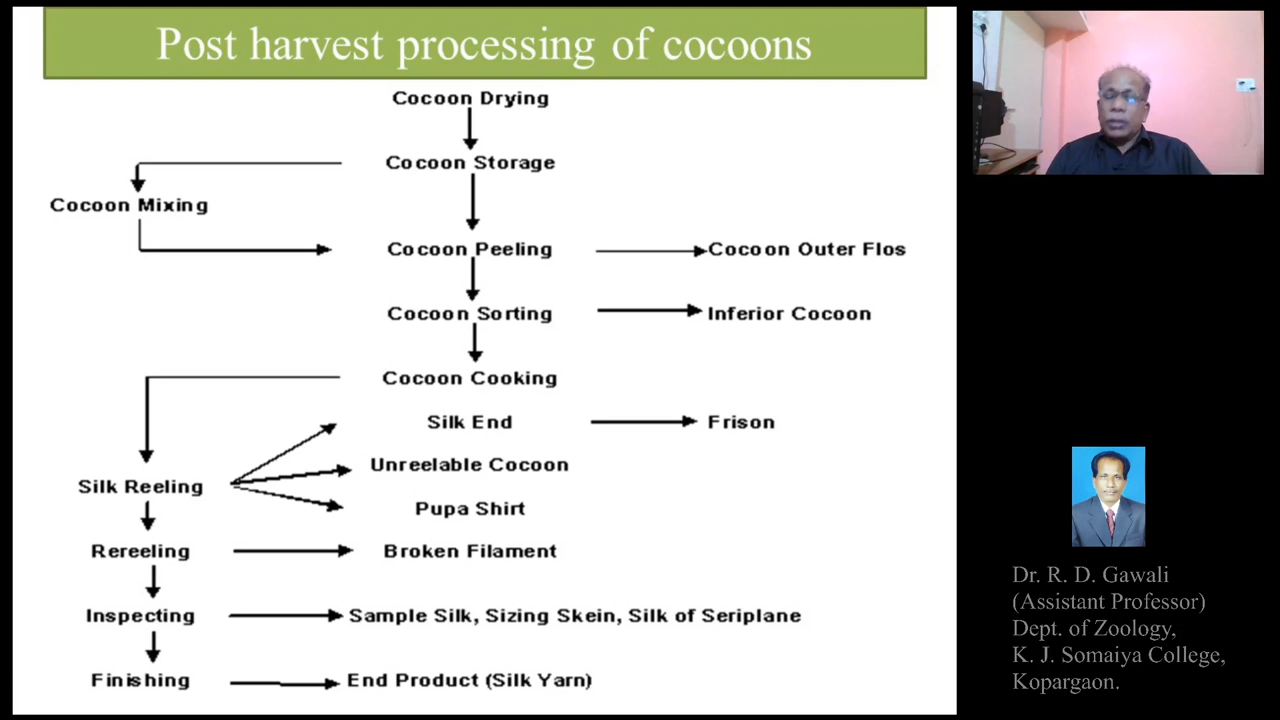 Post harvest processing of cocoons
Cocoon Drying
Cocoon Storage
Cocoon Mixing
Cocoon Peeling
Cocoon Outer Flos
Cocoon Sorting
Inferior Cocoon
Cocoon Cooking
Silk End
Frison
Unreelable Cocoon
Silk Reeling
Pupa Shirt
Rereeling
Broken Filament
Inspecting
Sample Silk, Sizing Skein, Silk of Seriplane
Finishing
End Product (Silk Yarn)
Dr. R. D. Gawali
(Assistant Professor)
Dept. of Zoology,
K. J. Somaiya College,
Kopargaon.